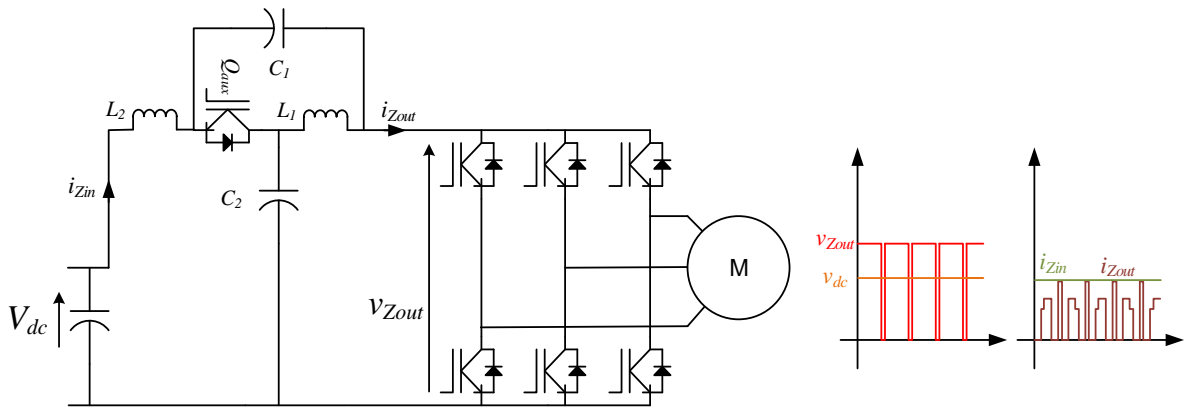 C1
Qaux
L2
L1
iZout
iZin
C2
Vdc
vZout
M
vZout
vdc
iZin
iZout